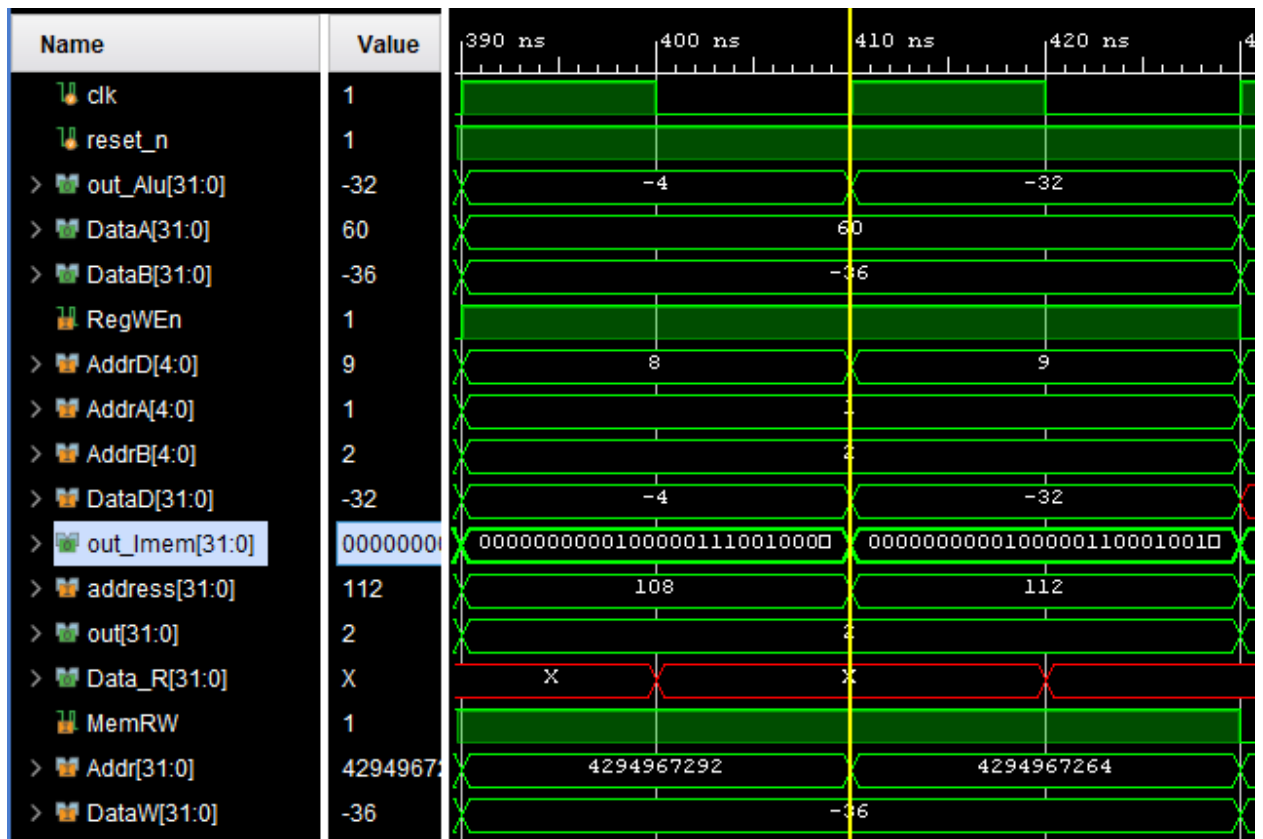 Name Value 390 ns 400 ns 410 ns 420 ns 4
clk 1
reset_n 1
out_Alu[31:0] -32 -4 -32
DataA[31:0] 60 60
DataB[31:0] -36 -36
RegWEn 1
AddrD[4:0] 9 8 9
AddrA[4:0] 1 1
AddrB[4:0] 2 2
DataD[31:0] -32 -4 -32
out_Imem[31:0] 00000000 0000000000100000111001000 0000000000100000110001001
address[31:0] 112 108 112
out[31:0] 2 2
Data_R[31:0] X X X
MemRW 1
Addr[31:0] 42949672 4294967292 4294967264
DataW[31:0] -36 -36